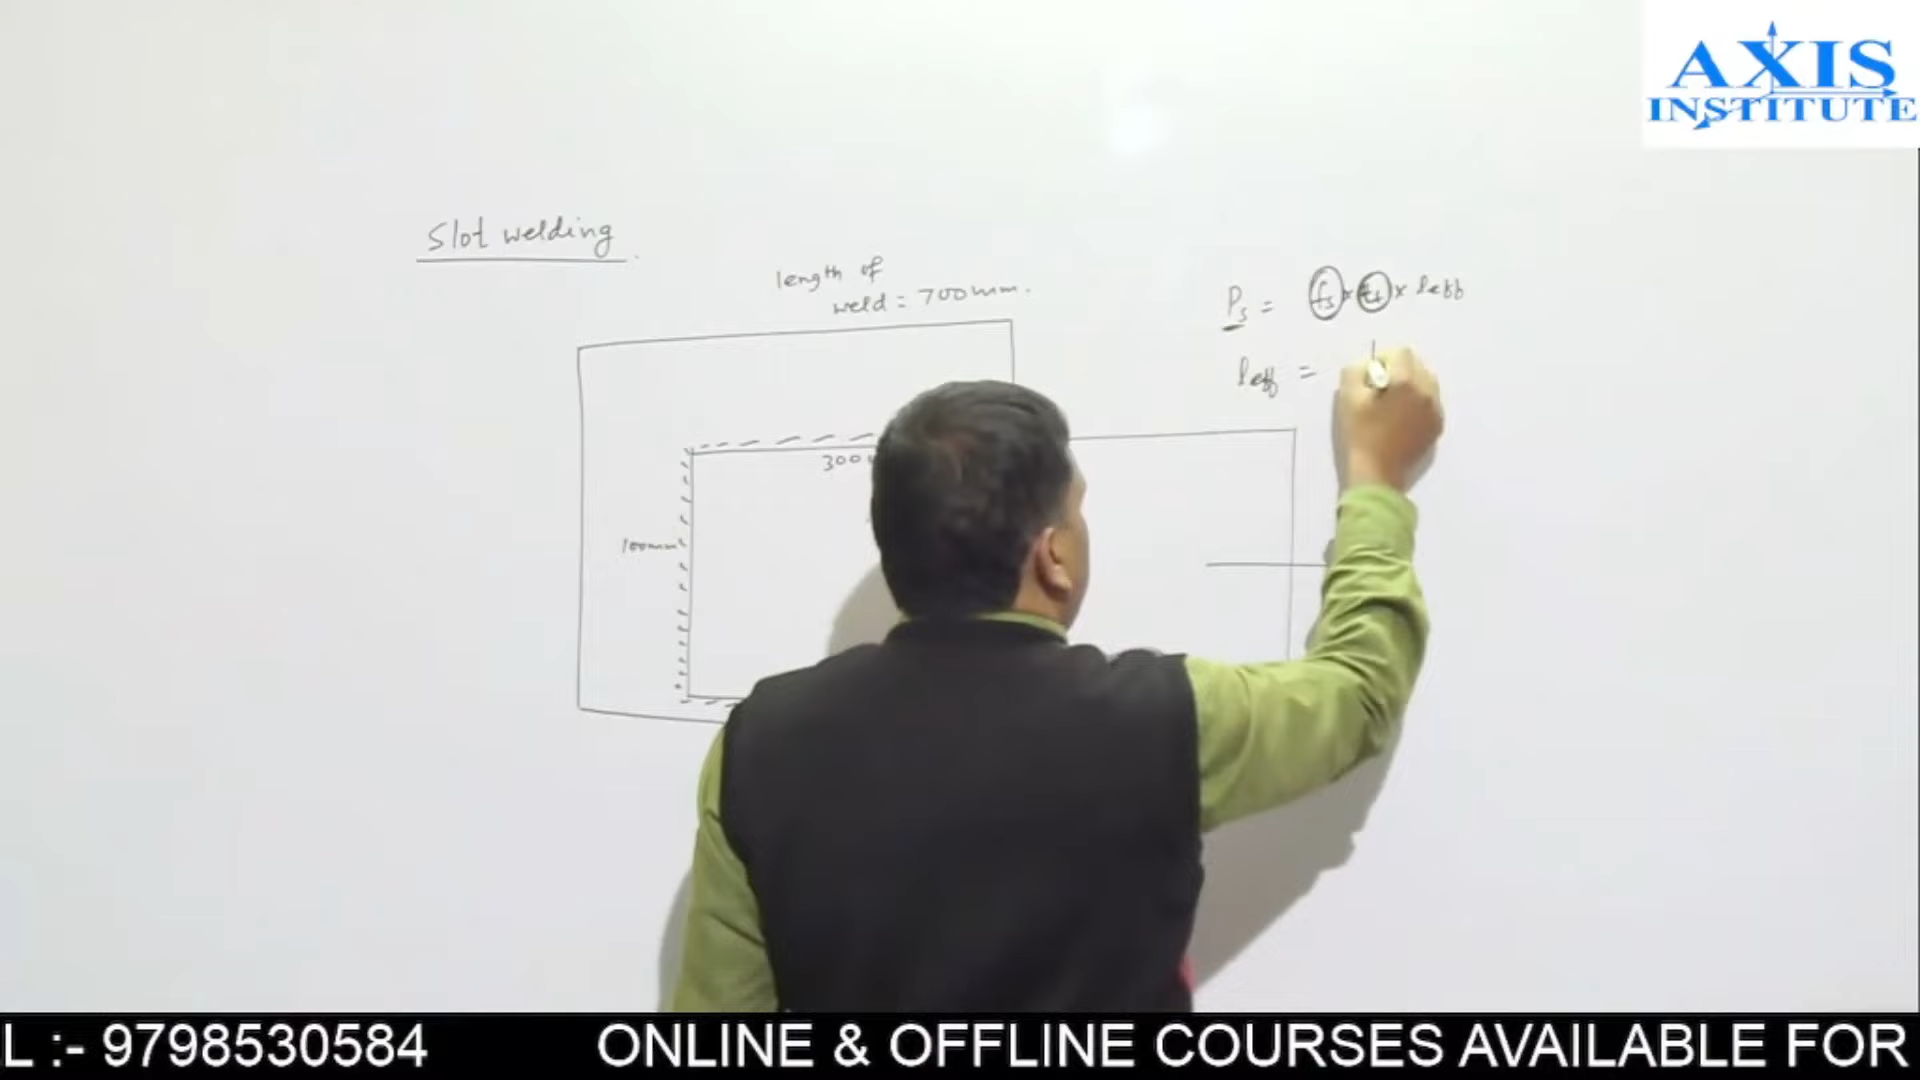 AXIS
INSTITUTE
Slot welding
length of
weld = 700mm.
Ps = fs × tt × leff
leff =
300
100mm
L :- 9798530584 ONLINE & OFFLINE COURSES AVAILABLE FOR